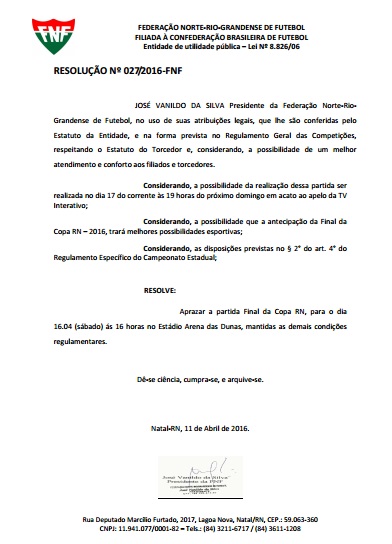 FNF
FEDERAÇÃO NORTE-RIO-GRANDENSE DE FUTEBOL
FILIADA À CONFEDERAÇÃO BRASILEIRA DE FUTEBOL
Entidade de utilidade pública – Lei Nº 8.826/06
RESOLUÇÃO Nº 027/2016-FNF
JOSÉ VANILDO DA SILVA Presidente da Federação Norte-Rio-
Grandense de Futebol, no uso de suas atribuições legais, que lhe são conferidas pelo
Estatuto da Entidade, e na forma prevista no Regulamento Geral das Competições,
respeitando o Estatuto do Torcedor e, considerando, a possibilidade de um melhor
atendimento e conforto aos filiados e torcedores.
Considerando, a possibilidade da realização dessa partida ser
realizada no dia 17 do corrente às 19 horas do próximo domingo em acato ao apelo da TV
Interativo;
Considerando, a possibilidade que a antecipação da Final da
Copa RN – 2016, trará melhores possibilidades esportivas;
Considerando, as disposições previstas no § 2° do art. 4° do
Regulamento Específico do Campeonato Estadual;
RESOLVE:
Aprazar a partida Final da Copa RN, para o dia
16.04 (sábado) ás 16 horas no Estádio Arena das Dunas, mantidas as demais condições
regulamentares.
Dê-se ciência, cumpra-se, e arquive-se.
Natal-RN, 11 de Abril de 2016.
José Vanildo da Silva
Presidente da FNF
Rua Deputado Marcílio Furtado, 2017, Lagoa Nova, Natal/RN, CEP.: 59.063-360
CNPJ: 11.941.077/0001-82 – Tels.: (84) 3211-6717 / (84) 3611-1208